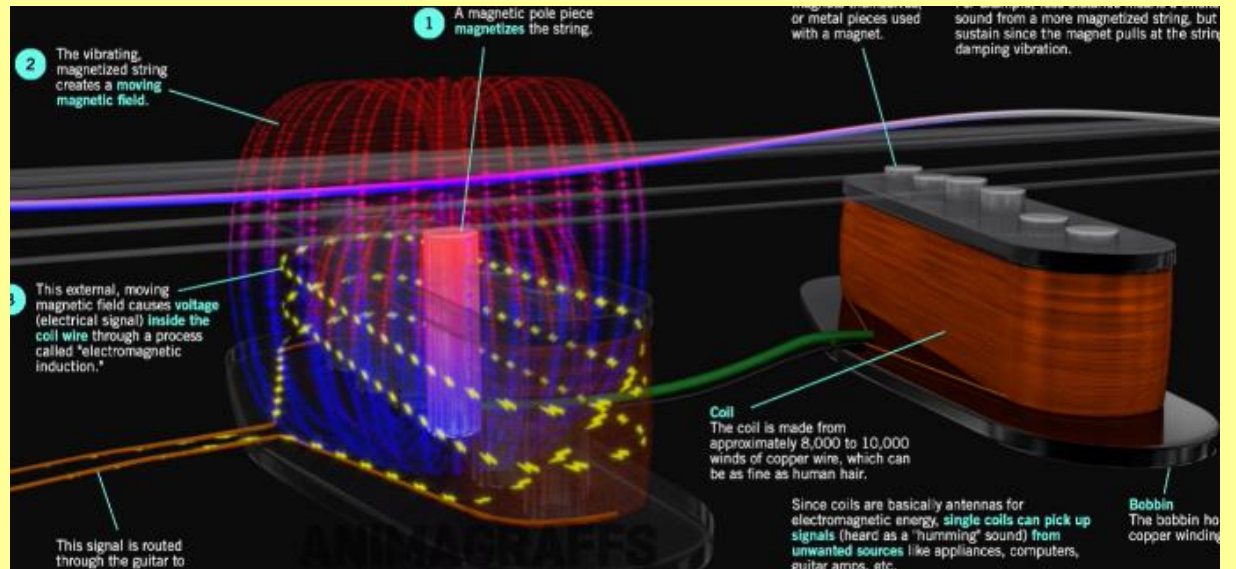 1
A magnetic pole piece
magnetizes the string.
2
The vibrating,
magnetized string
creates a moving
magnetic field.
or metal pieces used
with a magnet.
sound from a more magnetized string, but
sustain since the magnet pulls at the string
damping vibration.
3
This external, moving
magnetic field causes voltage
(electrical signal) inside the
coil wire through a process
called "electromagnetic
induction."
This signal is routed
through the guitar to
Coil
The coil is made from
approximately 8,000 to 10,000
winds of copper wire, which can
be as fine as human hair.
Since coils are basically antennas for
electromagnetic energy, single coils can pick up
signals (heard as a "humming" sound) from
unwanted sources like appliances, computers,
guitar amps, etc.
Bobbin
The bobbin ho
copper winding
ANIMAGRAFFS